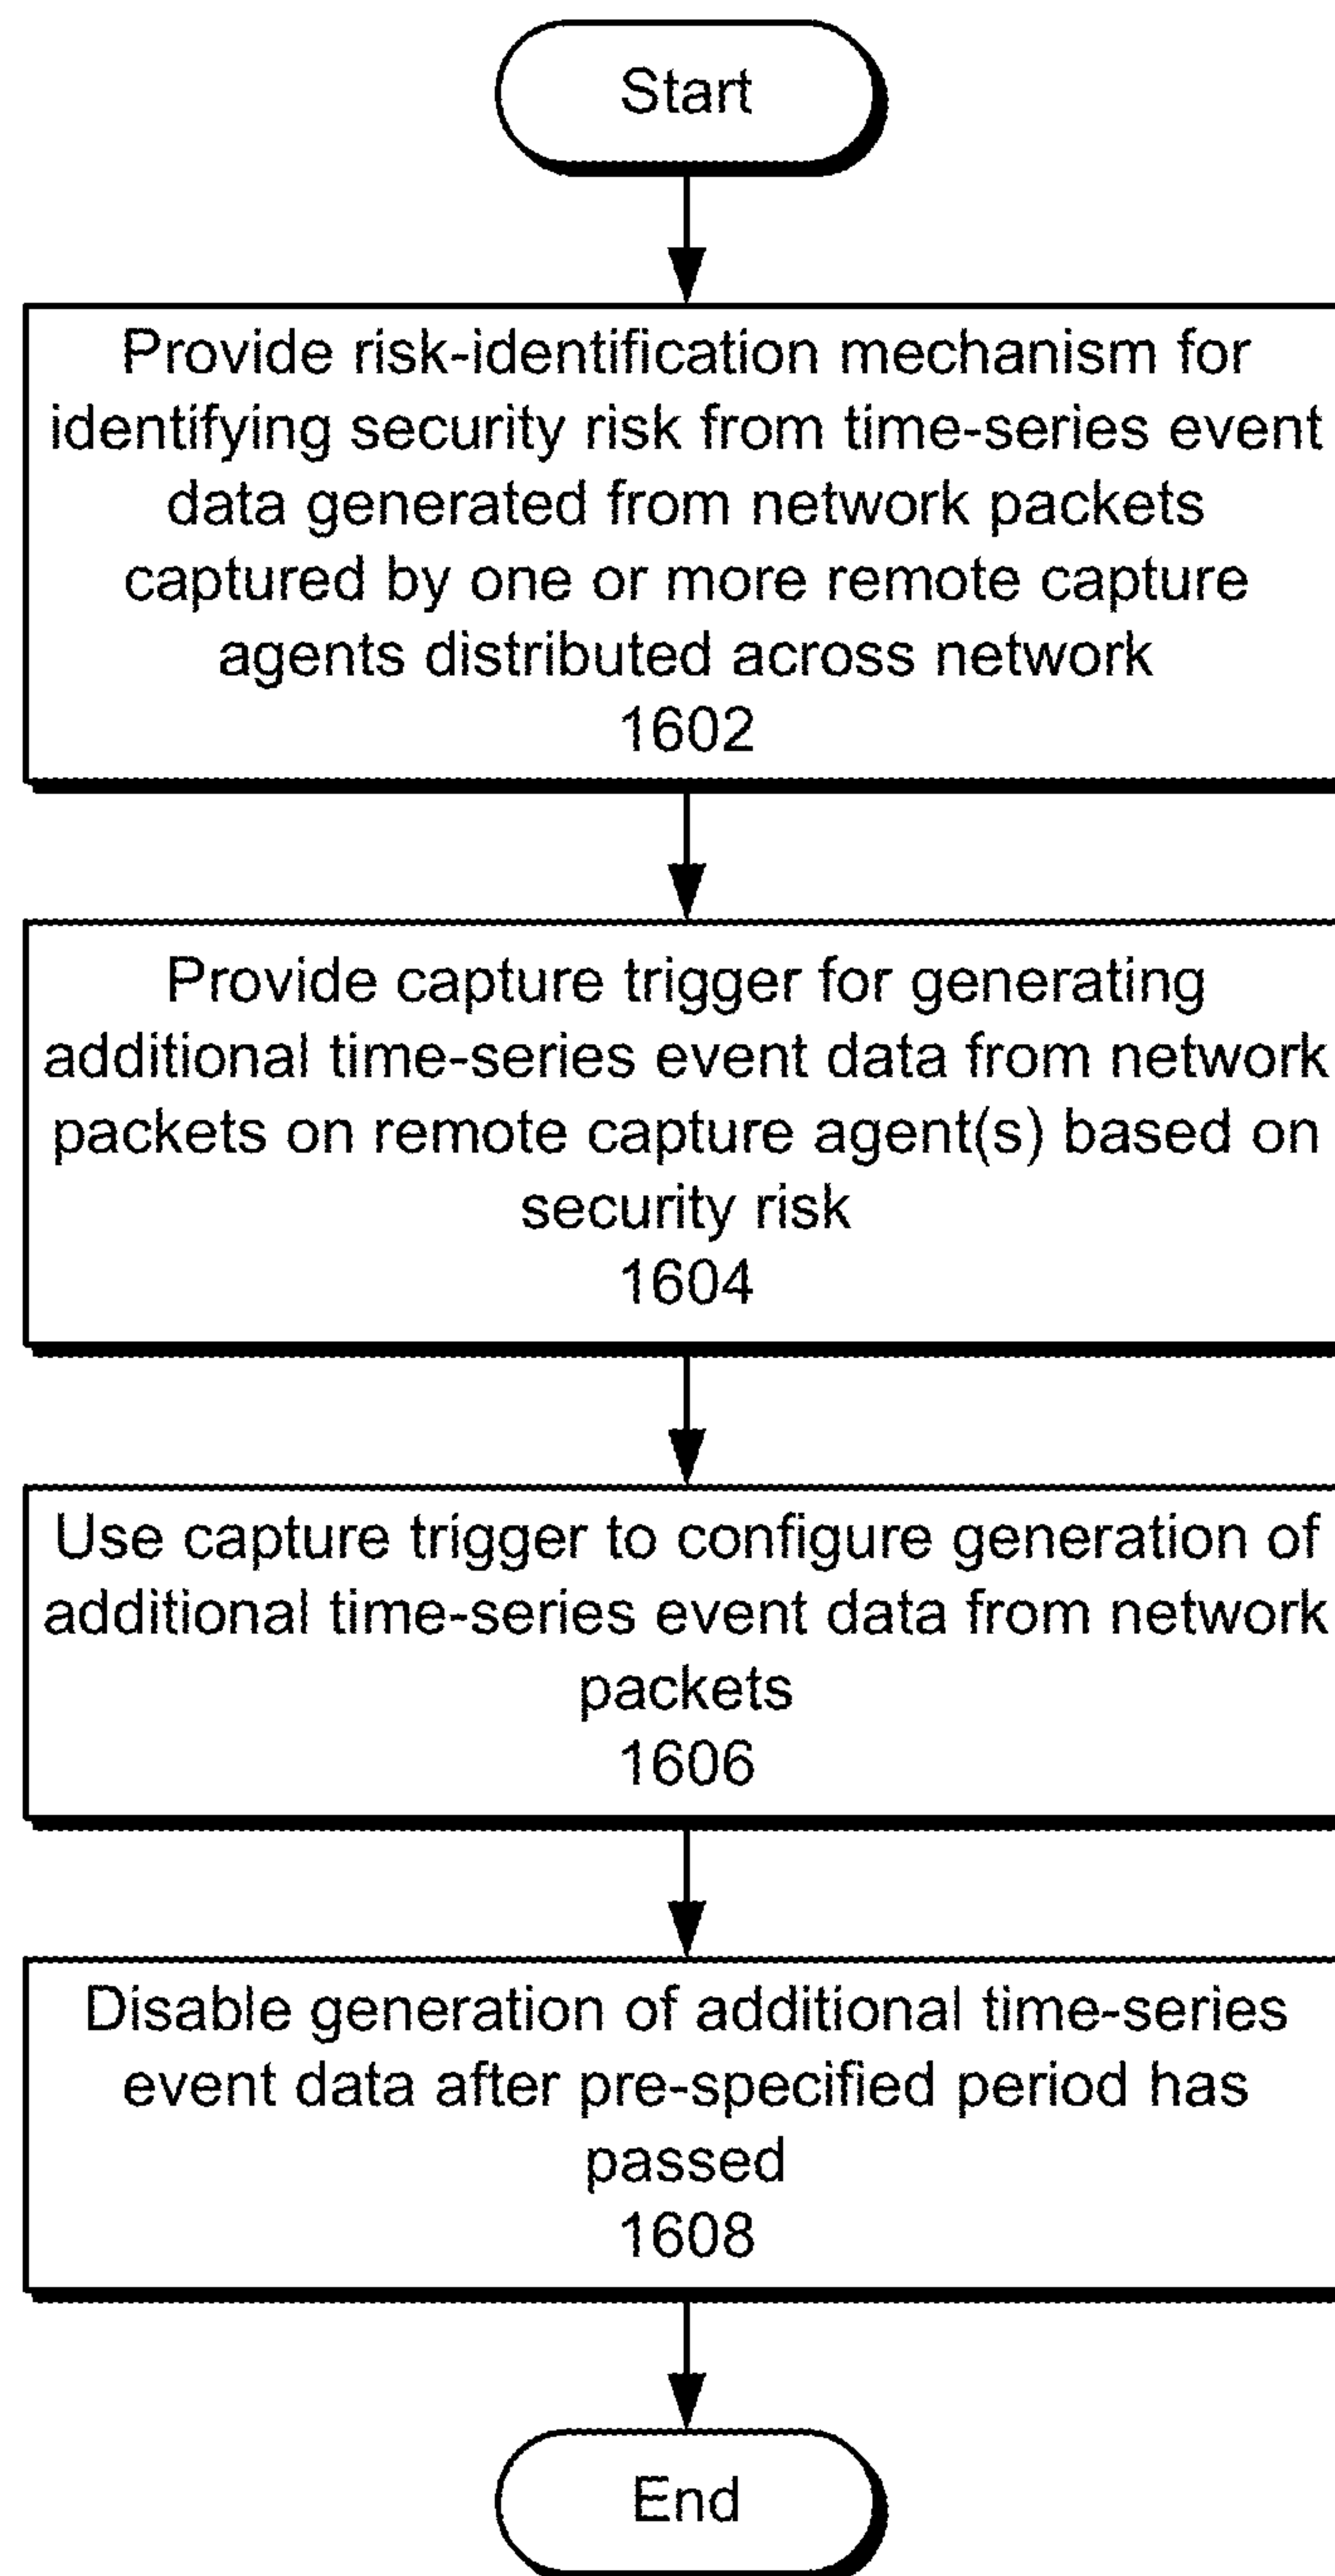 Start
Provide risk-identification mechanism for
identifying security risk from time-series event
data generated from network packets
captured by one or more remote capture
agents distributed across network
1602
Provide capture trigger for generating
additional time-series event data from network
packets on remote capture agent(s) based on
security risk
1604
Use capture trigger to configure generation of
additional time-series event data from network
packets
1606
Disable generation of additional time-series
event data after pre-specified period has
passed
1608
End